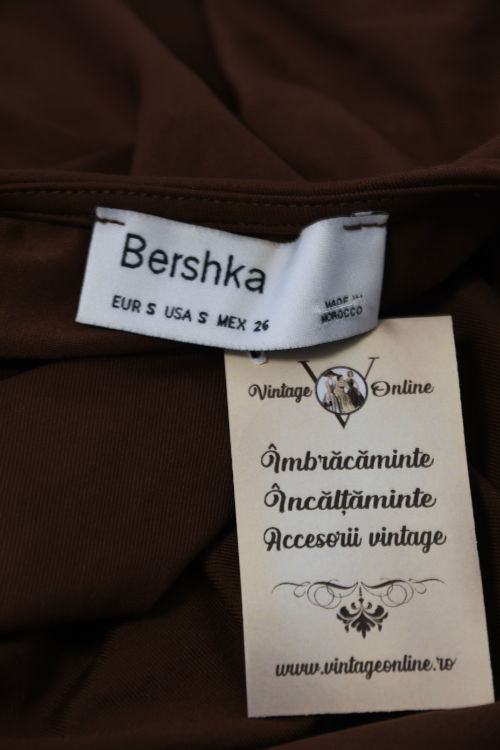 Bershka
EUR S USA S MEX 26
MADE IN
MOROCCO
Vintage Online
Îmbrăcăminte
Încălțăminte
Accesorii vintage
www.vintageonline.ro